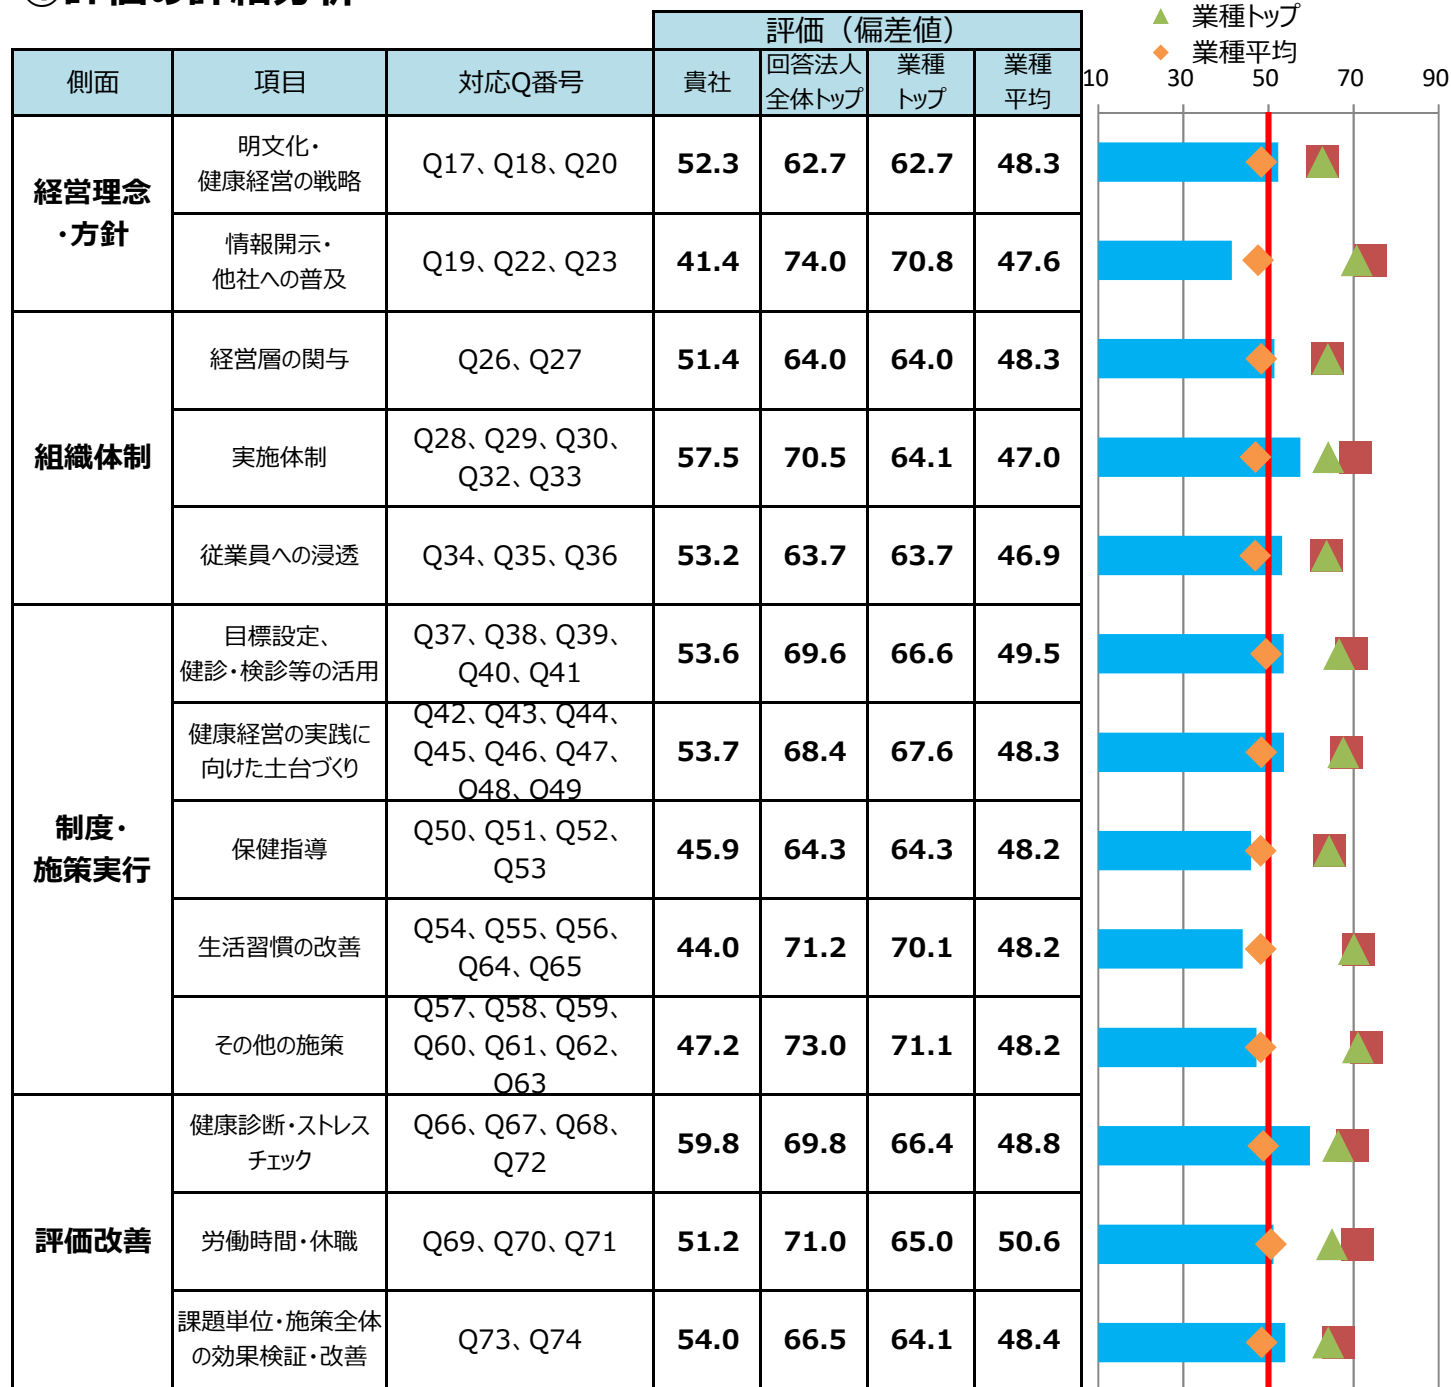 ①評価の詳細分析
▲ 業種トップ
◆ 業種平均
評価（偏差値）
側面 項目 対応Q番号 貴社 回答法人 業種 業種
全体トップ トップ 平均
10 30 50 70 90
経営理念
・方針
明文化・
健康経営の戦略
Q17、Q18、Q20 52.3 62.7 62.7 48.3
情報開示・
他社への普及
Q19、Q22、Q23 41.4 74.0 70.8 47.6
組織体制
経営層の関与 Q26、Q27 51.4 64.0 64.0 48.3
実施体制
Q28、Q29、Q30、
Q32、Q33
57.5 70.5 64.1 47.0
従業員への浸透 Q34、Q35、Q36 53.2 63.7 63.7 46.9
制度・
施策実行
目標設定、
健診・検診等の活用
Q37、Q38、Q39、
Q40、Q41
53.6 69.6 66.6 49.5
健康経営の実践に
向けた土台づくり
Q42、Q43、Q44、
Q45、Q46、Q47、
Q48、Q49
53.7 68.4 67.6 48.3
保健指導
Q50、Q51、Q52、
Q53
45.9 64.3 64.3 48.2
生活習慣の改善
Q54、Q55、Q56、
Q64、Q65
44.0 71.2 70.1 48.2
その他の施策
Q57、Q58、Q59、
Q60、Q61、Q62、
Q63
47.2 73.0 71.1 48.2
評価改善
健康診断・ストレス
チェック
Q66、Q67、Q68、
Q72
59.8 69.8 66.4 48.8
労働時間・休職 Q69、Q70、Q71 51.2 71.0 65.0 50.6
課題単位・施策全体
の効果検証・改善
Q73、Q74 54.0 66.5 64.1 48.4